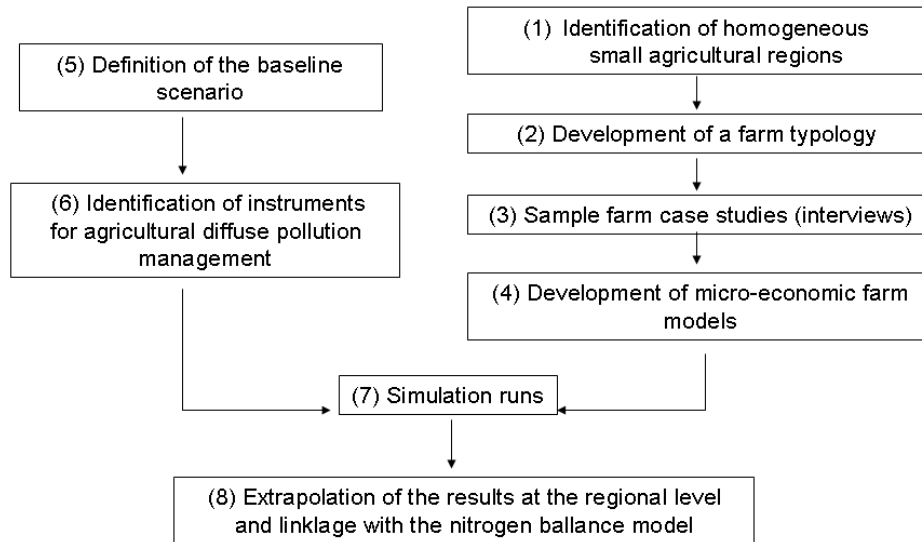 (1) Identification of homogeneous
small agricultural regions
(5) Definition of the baseline
scenario
(2) Development of a farm typology
(6) Identification of instruments
for agricultural diffuse pollution
management
(3) Sample farm case studies (interviews)
(4) Development of micro-economic farm
models
(7) Simulation runs
(8) Extrapolation of the results at the regional level
and linklage with the nitrogen ballance model